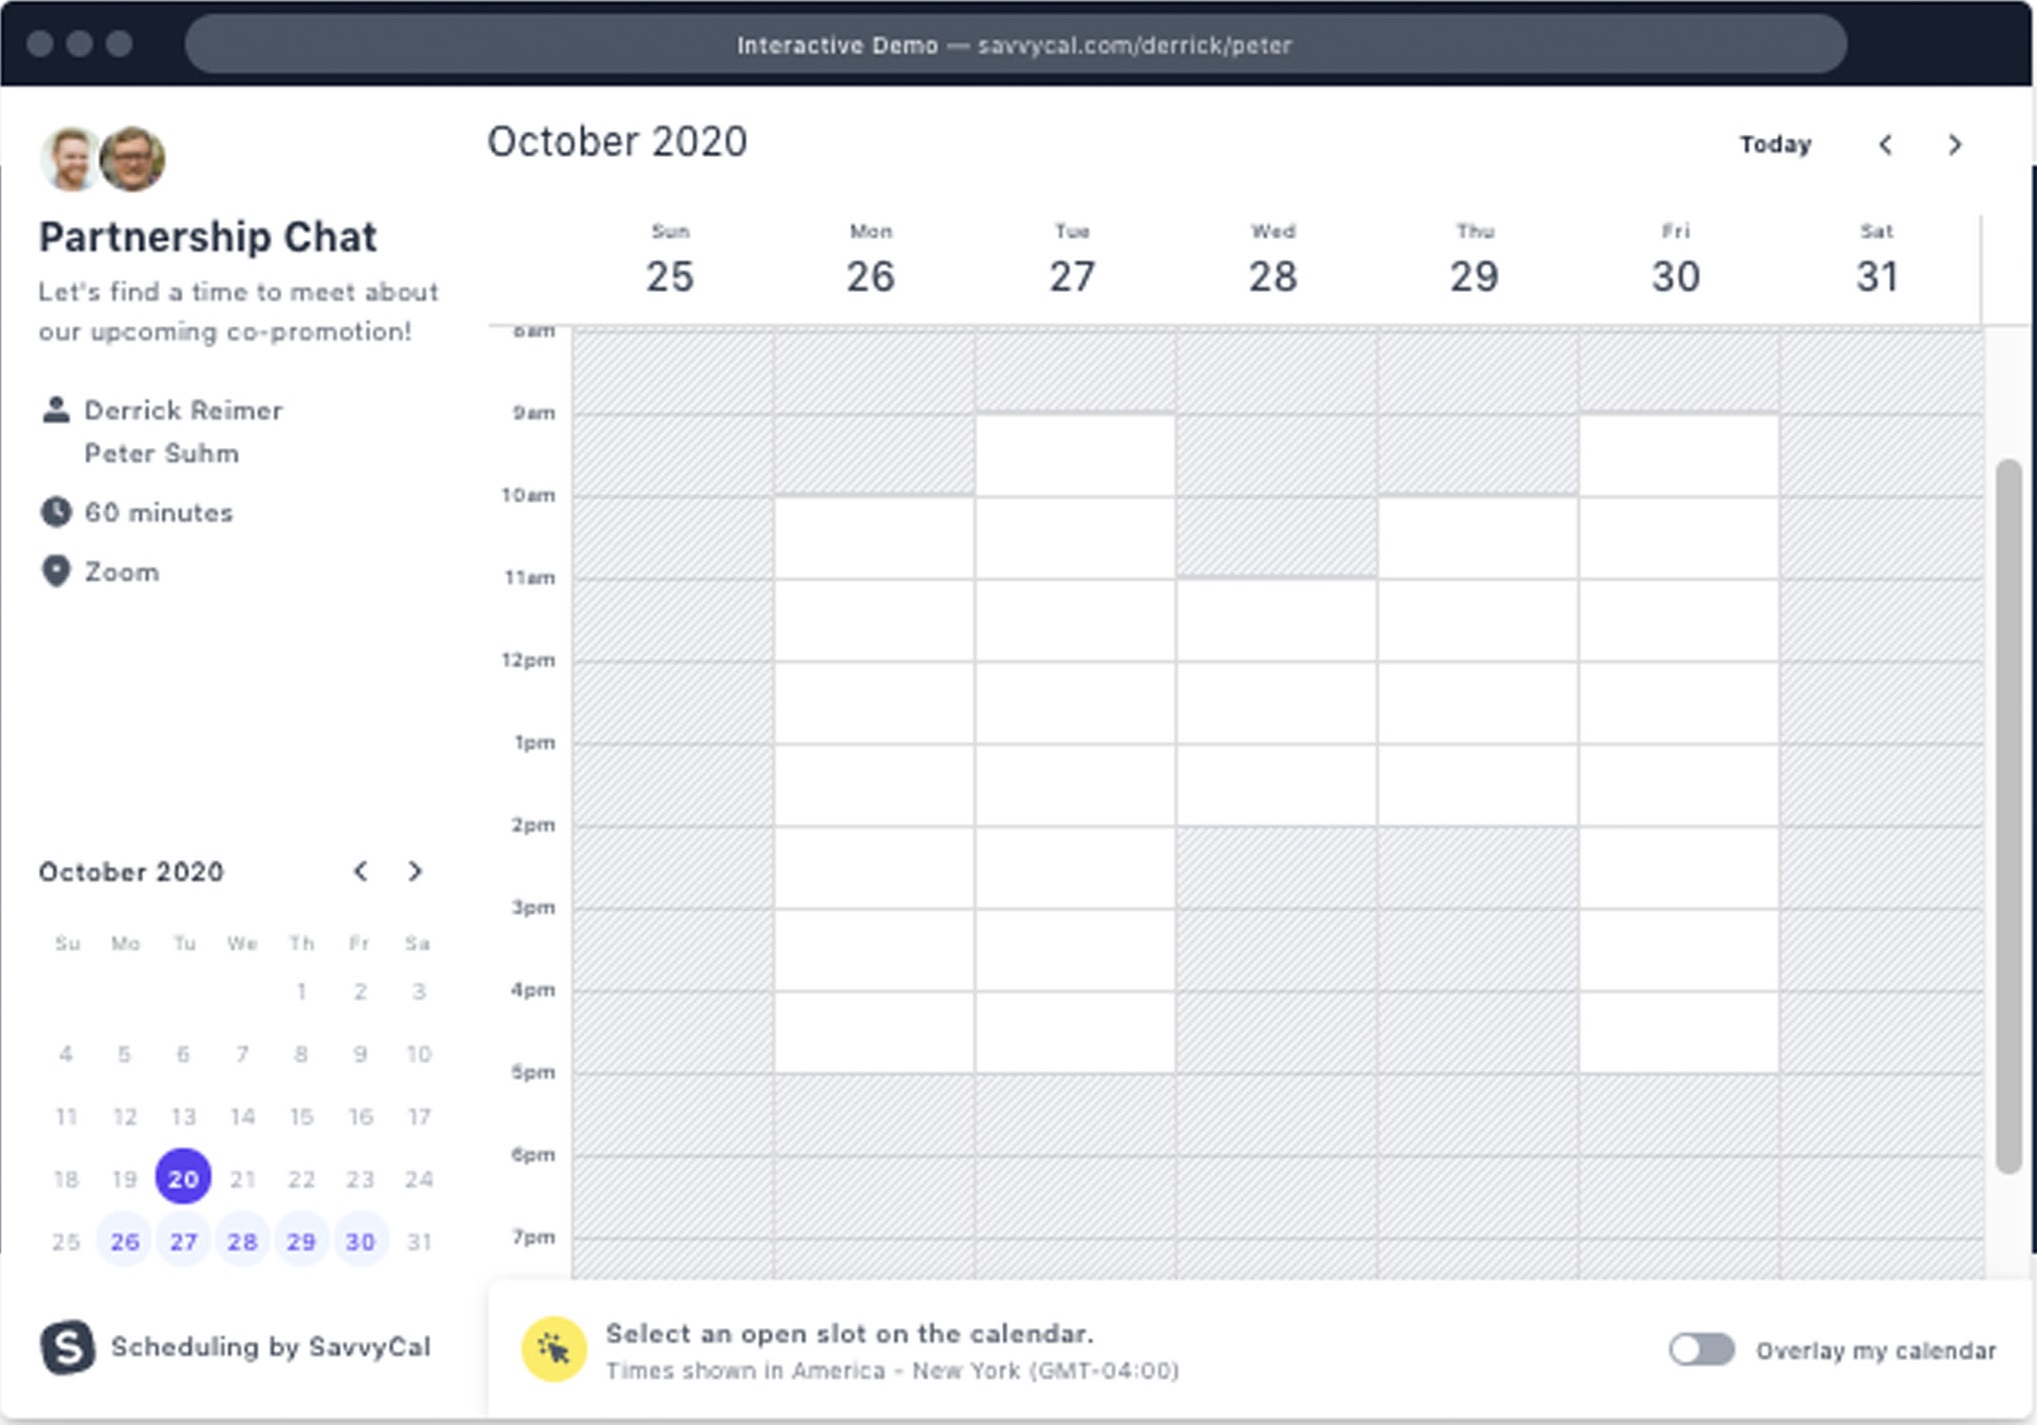 Interactive Demo — savvycal.com/derrick/peter
Partnership Chat
Let's find a time to meet about
our upcoming co-promotion!
Derrick Reimer
Peter Suhm
60 minutes
Zoom
October 2020
Su Mo Tu We Th Fr Sa
1 2 3
4 5 6 7 8 9 10
11 12 13 14 15 16 17
18 19 20 21 22 23 24
25 26 27 28 29 30 31
S Scheduling by SavvyCal
October 2020
Today
Sun Mon Tue Wed Thu Fri Sat
25 26 27 28 29 30 31
8am
9am
10am
11am
12pm
1pm
2pm
3pm
4pm
5pm
6pm
7pm
Select an open slot on the calendar.
Times shown in America - New York (GMT-04:00)
Overlay my calendar